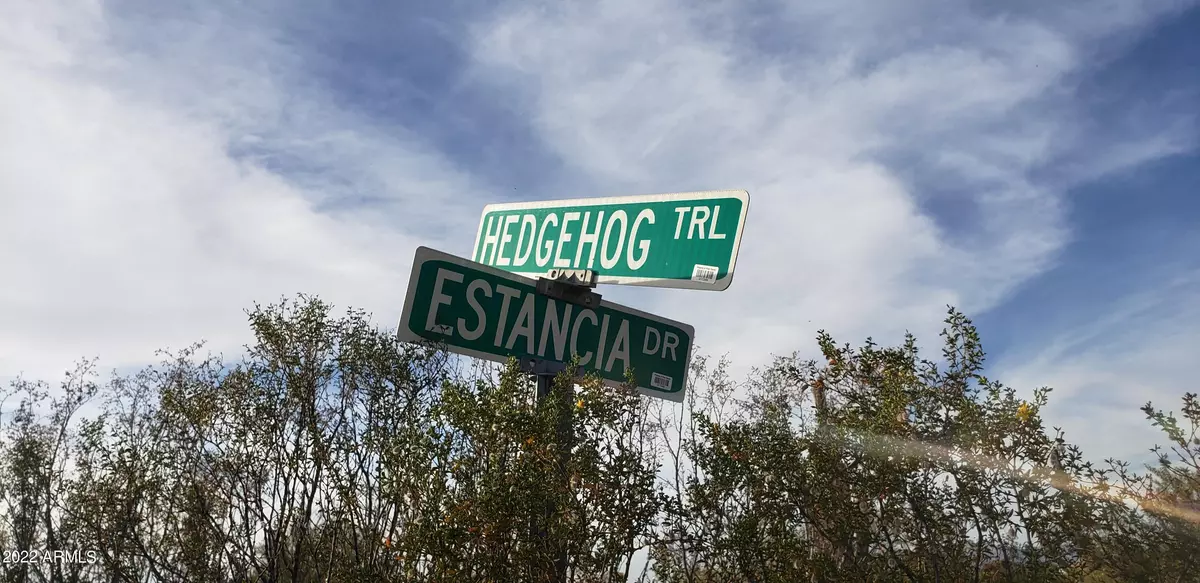 HEDGEHOG TRL
ESTANCIA DR
2022 ARMLS